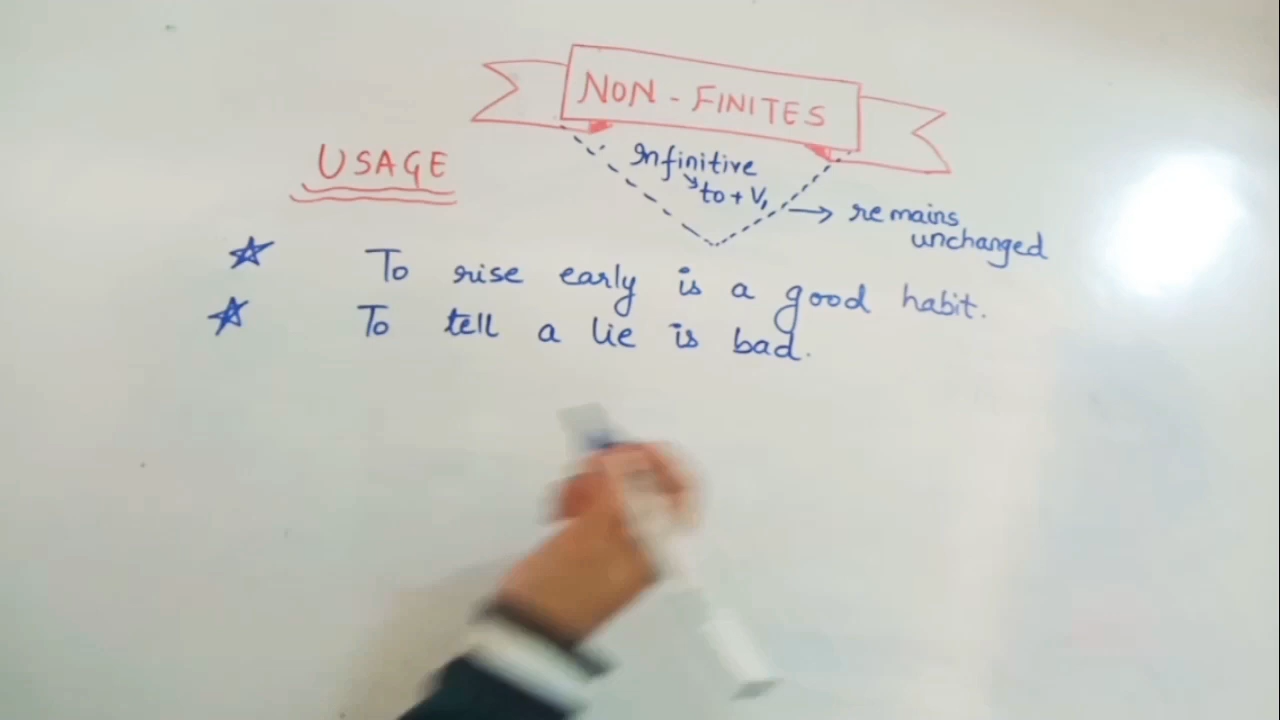 NON - FINITES
USAGE
Infinitive
to + V₁ → remains
unchanged
To rise early is a good habit.
To tell a lie is bad.